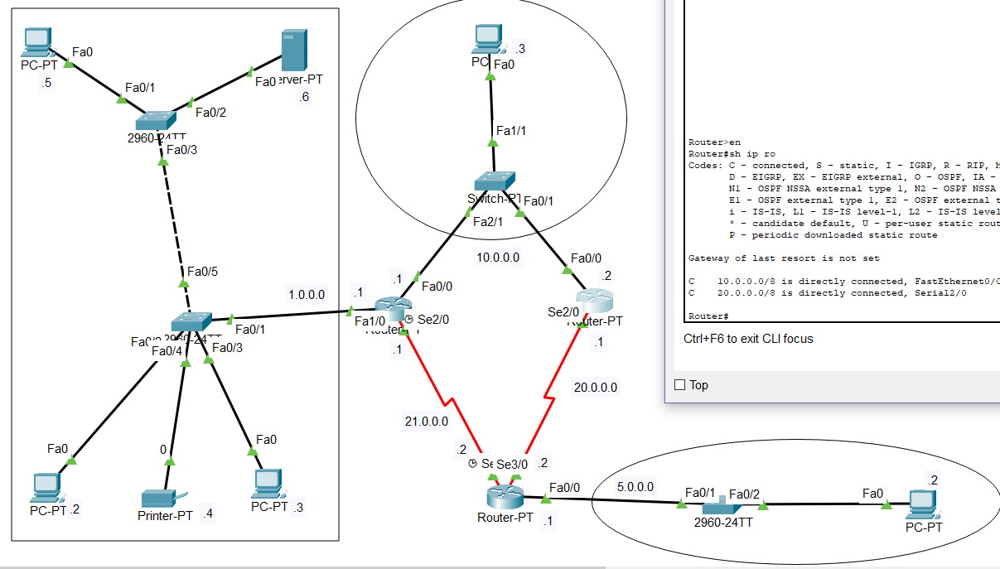 Fa0
PC-PT
.5
Fa0/1
Fa0
erver-PT
.6
Fa0/2
2960-24TT
Fa0/3
Fa0/5
1.0.0.0
.1
Fa0/1
2960-24TT
Fa0/4
Fa0/3
Fa0
PC-PT
.2
0
Printer-PT
.4
Fa0
PC-PT
.3
PC
Fa0
.3
Fa1/1
Switch-PT
Fa0/1
Fa2/1
10.0.0.0
.1
Fa0/0
Fa1/0
Se2/0
Router-PT
.1
Fa0/0
.2
Se2/0
Router-PT
.1
20.0.0.0
21.0.0.0
.2
Se
Se3/0
.2
Router-PT
.1
Fa0/0
5.0.0.0
Fa0/1
Fa0/2
2960-24TT
Fa0
.2
PC-PT
Router>en
Router#sh ip ro
Codes: C - connected, S - static, I - IGRP, R - RIP, M
D - EIGRP, EX - EIGRP external, O - OSPF, IA -
N1 - OSPF NSSA external type 1, N2 - OSPF NSSA
E1 - OSPF external type 1, E2 - OSPF external t
i - IS-IS, L1 - IS-IS level-1, L2 - IS-IS level
* - candidate default, U - per-user static rout
P - periodic downloaded static route
Gateway of last resort is not set
C 10.0.0.0/8 is directly connected, FastEthernet0/0
C 20.0.0.0/8 is directly connected, Serial2/0
Router#
Ctrl+F6 to exit CLI focus
Top